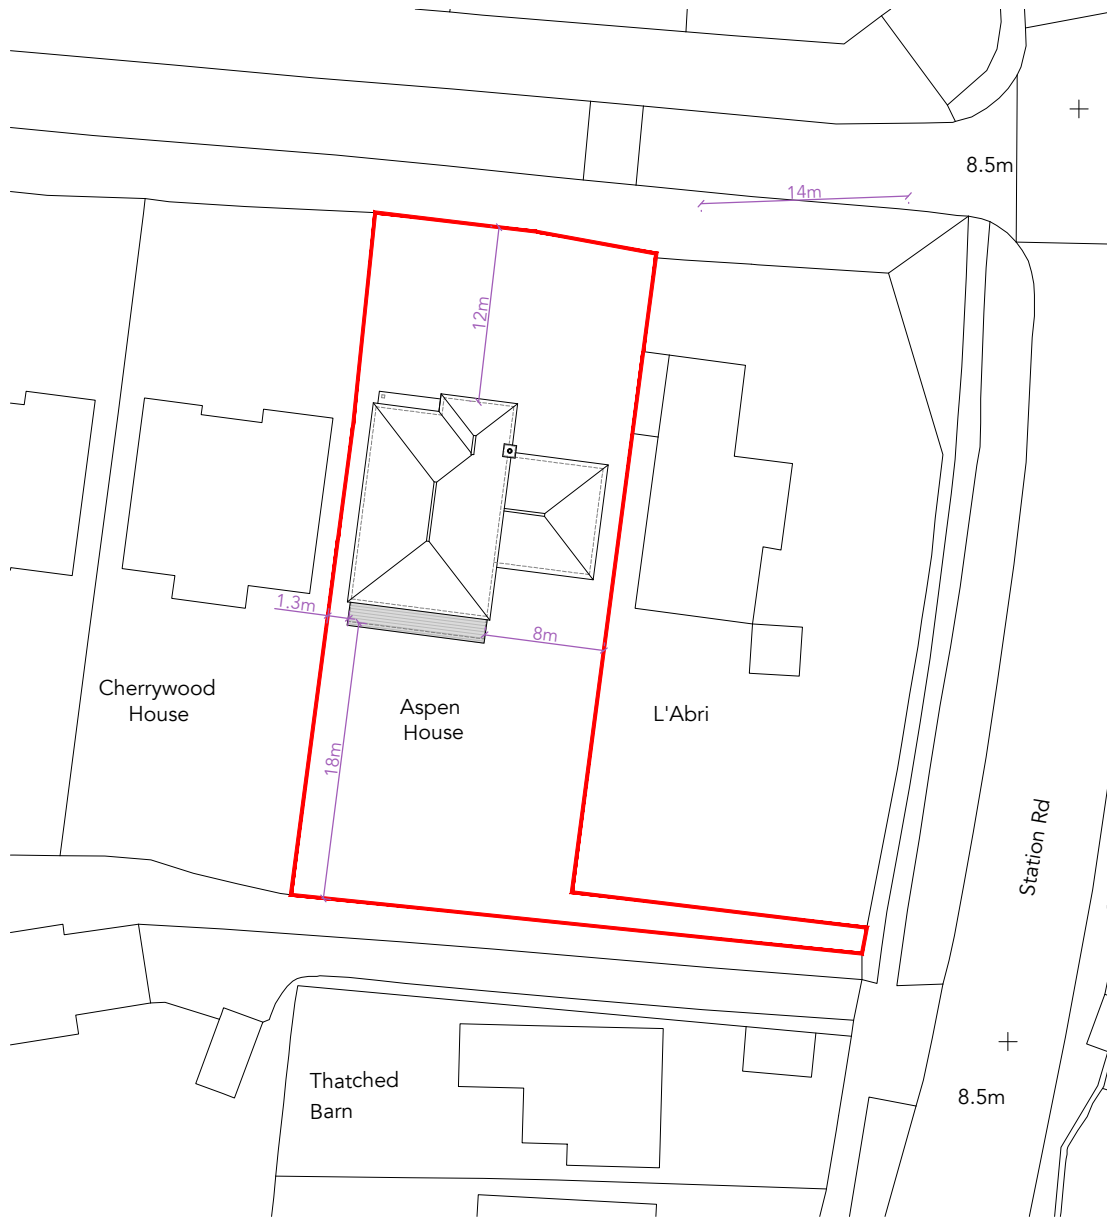 8.5m
14m
12m
1.3m
8m
Cherrywood
House
Aspen
House
L'Abri
18m
Station Rd
Thatched
Barn
8.5m